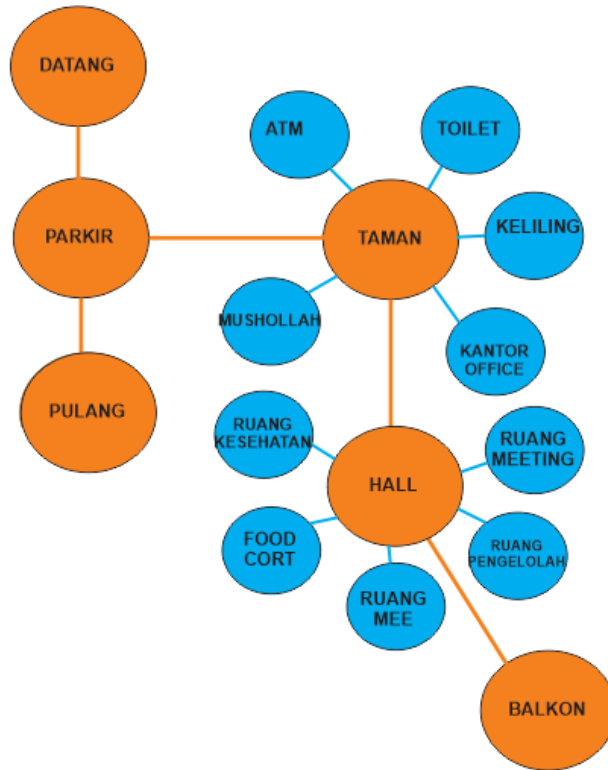 DATANG
ATM
TOILET
PARKIR
TAMAN
KELILING
MUSHOLLAH
KANTOR
OFFICE
PULANG
RUANG
KESEHATAN
HALL
RUANG
MEETING
FOOD
CORT
RUANG
PENGELOLAH
RUANG
MEE
BALKON